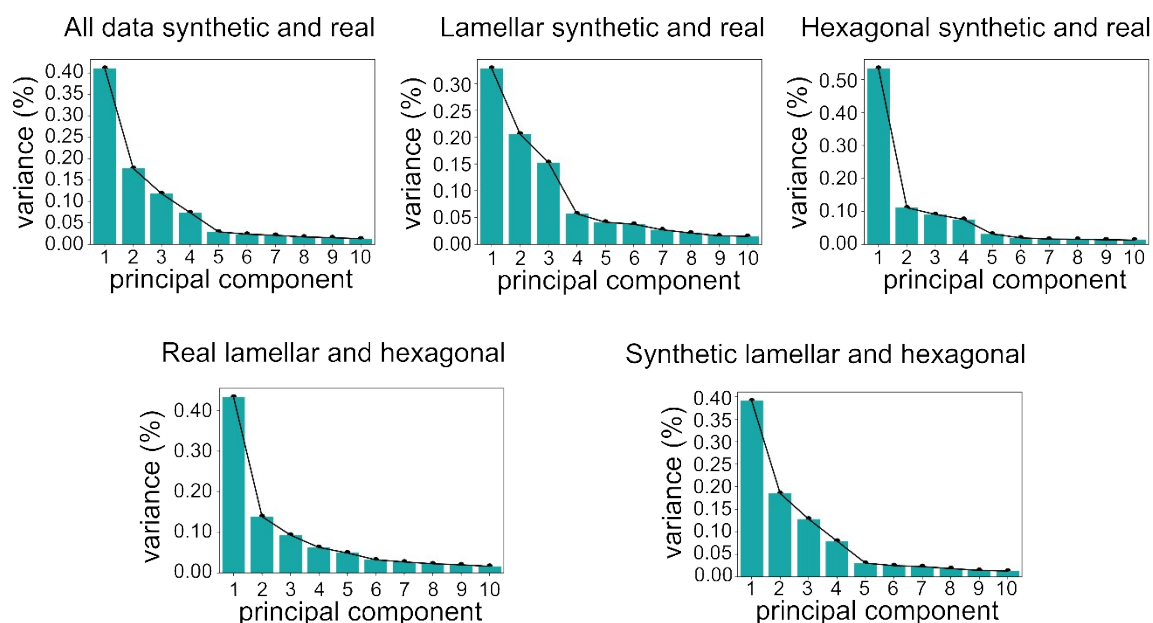 All data synthetic and real
variance (%)
0.40
0.35
0.30
0.25
0.20
0.15
0.10
0.05
0.00
1 2 3 4 5 6 7 8 9 10
principal component
Lamellar synthetic and real
variance (%)
0.30
0.25
0.20
0.15
0.10
0.05
0.00
1 2 3 4 5 6 7 8 9 10
principal component
Hexagonal synthetic and real
variance (%)
0.50
0.40
0.30
0.20
0.10
0.00
1 2 3 4 5 6 7 8 9 10
principal component
Real lamellar and hexagonal
variance (%)
0.40
0.30
0.20
0.10
0.00
1 2 3 4 5 6 7 8 9 10
principal component
Synthetic lamellar and hexagonal
variance (%)
0.40
0.40
0.35
0.25
0.20
0.15
0.10
0.05
0.00
1 2 3 4 5 6 7 8 9 10
principal component